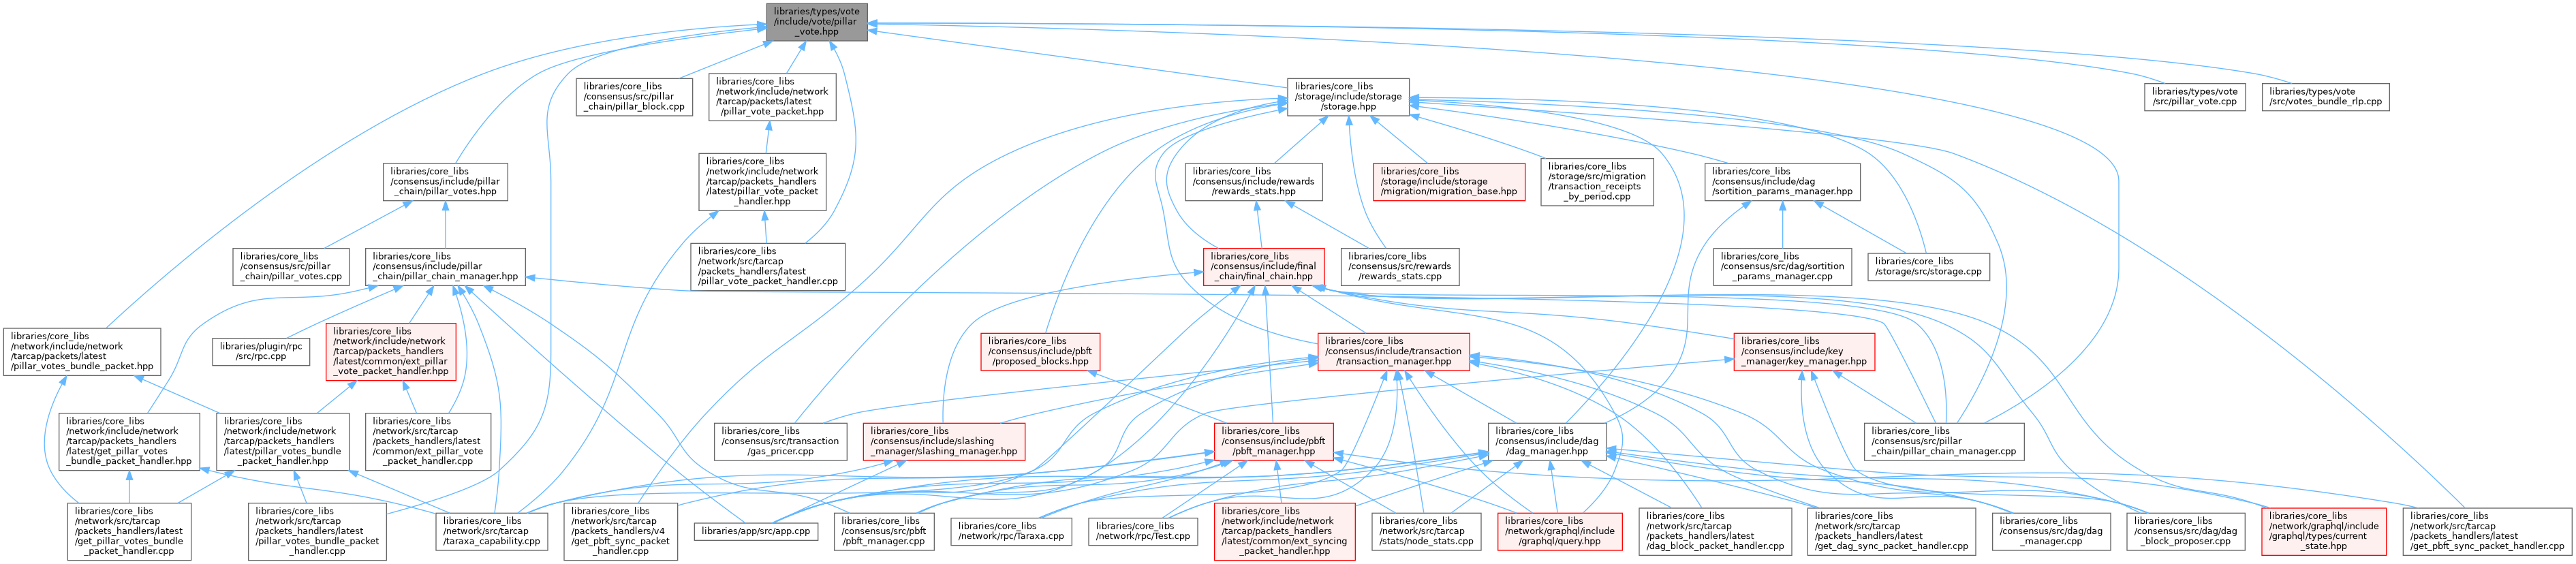 libraries/types/vote
/include/vote/pillar
_vote.hpp
libraries/core_libs
/consensus/src/pillar
_chain/pillar_block.cpp
libraries/core_libs
/network/include/network
/tarcap/packets/latest
/pillar_vote_packet.hpp
libraries/core_libs
/storage/include/storage
/storage.hpp
libraries/types/vote
/src/pillar_vote.cpp
libraries/types/vote
/src/votes_bundle_rlp.cpp
libraries/core_libs
/consensus/include/pillar
_chain/pillar_votes.hpp
libraries/core_libs
/network/include/network
/tarcap/packets_handlers
/latest/pillar_vote_packet
_handler.hpp
libraries/core_libs
/consensus/include/rewards
/rewards_stats.hpp
libraries/core_libs
/storage/include/storage
/migration/migration_base.hpp
libraries/core_libs
/storage/src/migration
/transaction_receipts
_by_period.cpp
libraries/core_libs
/consensus/include/dag
/sortition_params_manager.hpp
libraries/core_libs
/consensus/src/pillar
_chain/pillar_votes.cpp
libraries/core_libs
/consensus/include/pillar
_chain/pillar_chain_manager.hpp
libraries/core_libs
/network/src/tarcap
/packets_handlers/latest
/pillar_vote_packet_handler.cpp
libraries/core_libs
/consensus/include/final
_chain/final_chain.hpp
libraries/core_libs
/consensus/src/rewards
/rewards_stats.cpp
libraries/core_libs
/consensus/src/dag/sortition
_params_manager.cpp
libraries/core_libs
/storage/src/storage.cpp
libraries/core_libs
/network/include/network
/tarcap/packets/latest
/pillar_votes_bundle_packet.hpp
libraries/plugin/rpc
/src/rpc.cpp
libraries/core_libs
/network/include/network
/tarcap/packets_handlers
/latest/common/ext_pillar
_vote_packet_handler.hpp
libraries/core_libs
/consensus/include/pbft
/proposed_blocks.hpp
libraries/core_libs
/consensus/include/transaction
/transaction_manager.hpp
libraries/core_libs
/consensus/include/key
_manager/key_manager.hpp
libraries/core_libs
/network/include/network
/tarcap/packets_handlers
/latest/get_pillar_votes
_bundle_packet_handler.hpp
libraries/core_libs
/network/include/network
/tarcap/packets_handlers
/latest/pillar_votes_bundle
_packet_handler.hpp
libraries/core_libs
/network/src/tarcap
/packets_handlers/latest
/common/ext_pillar_vote
_packet_handler.cpp
libraries/core_libs
/consensus/src/transaction
/gas_pricer.cpp
libraries/core_libs
/consensus/include/slashing
_manager/slashing_manager.hpp
libraries/core_libs
/consensus/include/pbft
/pbft_manager.hpp
libraries/core_libs
/consensus/include/dag
/dag_manager.hpp
libraries/core_libs
/consensus/src/pillar
_chain/pillar_chain_manager.cpp
libraries/core_libs
/network/src/tarcap
/packets_handlers/latest
/get_pillar_votes_bundle
_packet_handler.cpp
libraries/core_libs
/network/src/tarcap
/packets_handlers/latest
/pillar_votes_bundle_packet
_handler.cpp
libraries/core_libs
/network/src/tarcap
/taraxa_capability.cpp
libraries/core_libs
/network/src/tarcap
/packets_handlers/v4
/get_pbft_sync_packet
_handler.cpp
libraries/app/src/app.cpp
libraries/core_libs
/consensus/src/pbft
/pbft_manager.cpp
libraries/core_libs
/network/rpc/Taraxa.cpp
libraries/core_libs
/network/rpc/Test.cpp
libraries/core_libs
/network/include/network
/tarcap/packets_handlers
/latest/common/ext_syncing
_packet_handler.hpp
libraries/core_libs
/network/src/tarcap
/stats/node_stats.cpp
libraries/core_libs
/network/graphql/include
/graphql/query.hpp
libraries/core_libs
/network/src/tarcap
/packets_handlers/latest
/dag_block_packet_handler.cpp
libraries/core_libs
/network/src/tarcap
/packets_handlers/latest
/get_dag_sync_packet_handler.cpp
libraries/core_libs
/consensus/src/dag/dag
_manager.cpp
libraries/core_libs
/consensus/src/dag/dag
_block_proposer.cpp
libraries/core_libs
/network/graphql/include
/graphql/types/current
_state.hpp
libraries/core_libs
/network/src/tarcap
/packets_handlers/latest
/get_pbft_sync_packet_handler.cpp